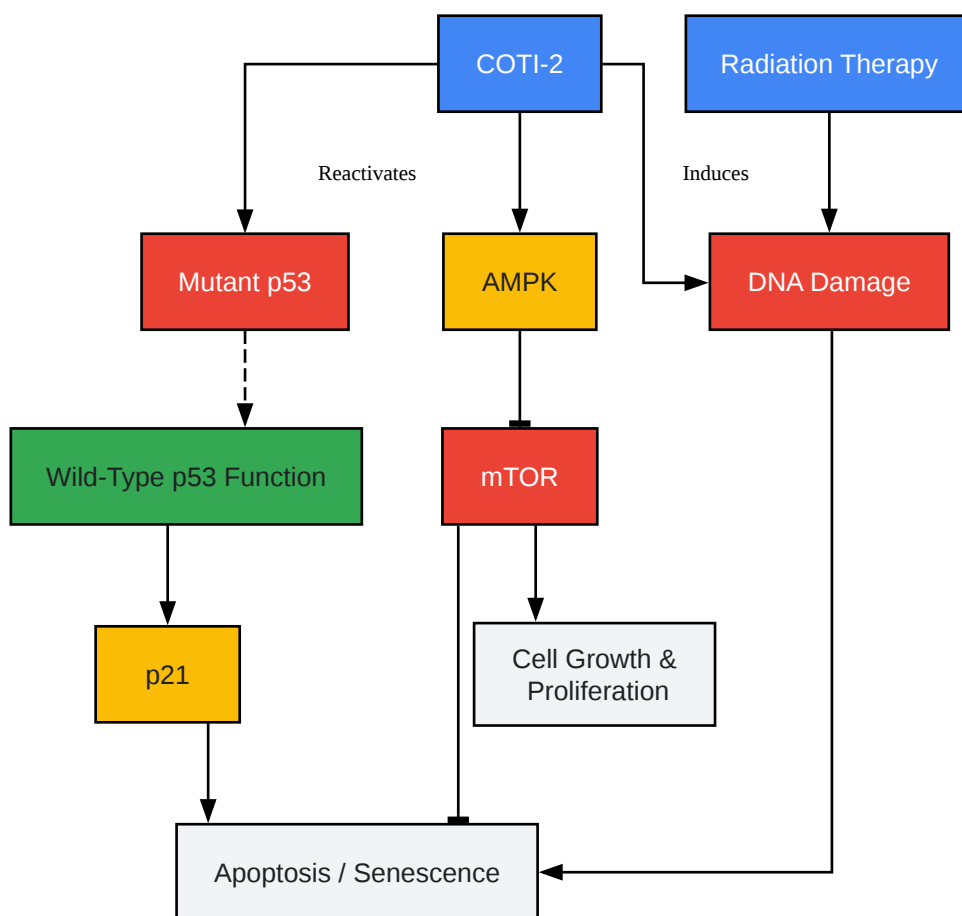 COTI-2
Radiation Therapy
Reactivates
Induces
Mutant p53
AMPK
DNA Damage
Wild-Type p53 Function
mTOR
p21
Cell Growth &
Proliferation
Apoptosis / Senescence